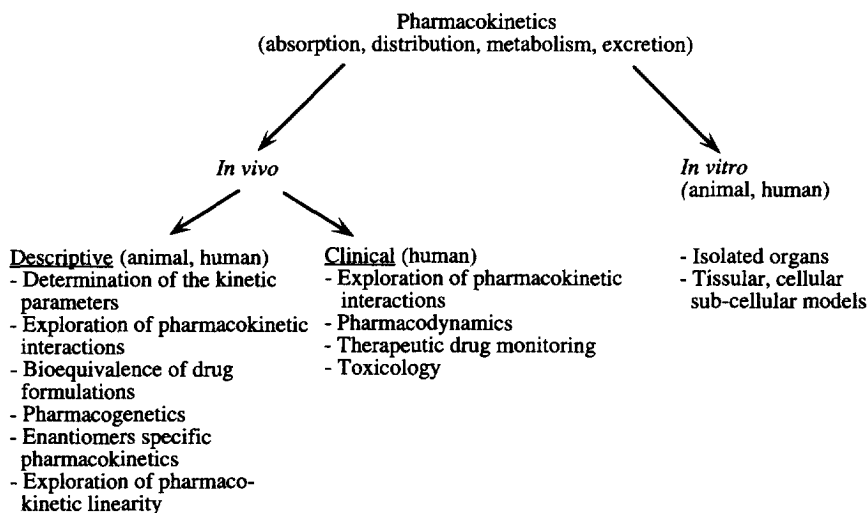 Pharmacokinetics
(absorption, distribution, metabolism, excretion)
In vivo
In vitro
(animal, human)
Descriptive (animal, human)
- Determination of the kinetic
parameters
- Exploration of pharmacokinetic
interactions
- Bioequivalence of drug
formulations
- Pharmacogenetics
- Enantiomers specific
pharmacokinetics
- Exploration of pharmaco-
kinetic linearity
Clinical (human)
- Exploration of pharmacokinetic
interactions
- Pharmacodynamics
- Therapeutic drug monitoring
- Toxicology
- Isolated organs
- Tissular, cellular
sub-cellular models